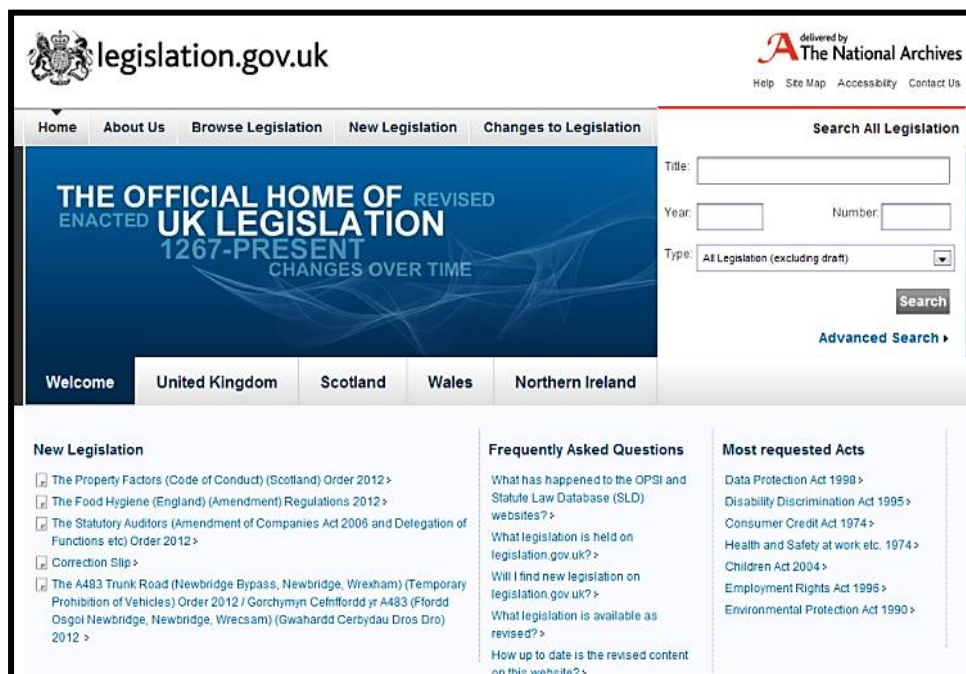 legislation.gov.uk
delivered by
The National Archives
Help Site Map Accessibility Contact Us
Home About Us Browse Legislation New Legislation Changes to Legislation
Search All Legislation
Title:
Year: Number:
Type: All Legislation (excluding draft)
Search
Advanced Search
THE OFFICIAL HOME OF REVISED
ENACTED UK LEGISLATION
1267-PRESENT
CHANGES OVER TIME
Welcome United Kingdom Scotland Wales Northern Ireland
New Legislation
The Property Factors (Code of Conduct) (Scotland) Order 2012
The Food Hygiene (England) (Amendment) Regulations 2012
The Statutory Auditors (Amendment of Companies Act 2006 and Delegation of
Functions etc) Order 2012
Correction Slip
The A483 Trunk Road (Newbridge Bypass, Newbridge, Wrexham) (Temporary
Prohibition of Vehicles) Order 2012 / Gorchymyn Cefnffordd yr A483 (Ffordd
Osgoi Newbridge, Newbridge, Wrecsam) (Gwahardd Cerbydau Dros Dro)
2012
Frequently Asked Questions
What has happened to the OPSI and
Statute Law Database (SLD)
websites?
What legislation is held on
legislation.gov.uk?
Will I find new legislation on
legislation.gov.uk?
What legislation is available as
revised?
How up to date is the revised content
on this website?
Most requested Acts
Data Protection Act 1998
Disability Discrimination Act 1995
Consumer Credit Act 1974
Health and Safety at work etc. 1974
Children Act 2004
Employment Rights Act 1996
Environmental Protection Act 1990